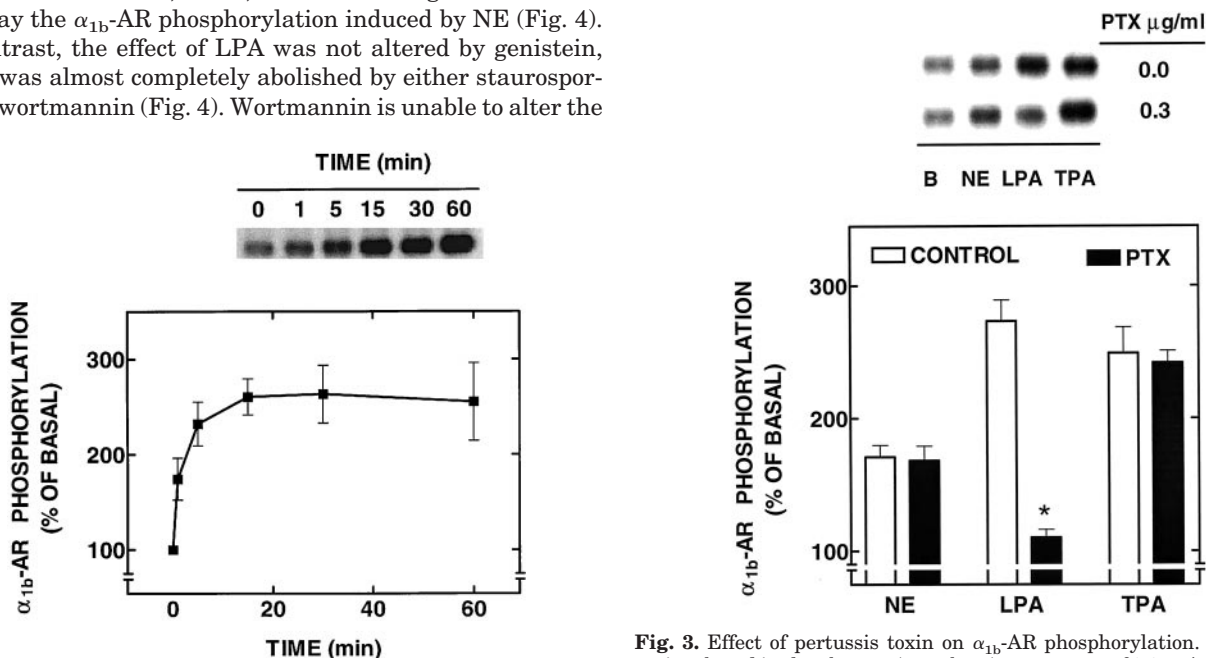 ay the α1b-AR phosphorylation induced by NE (Fig. 4).
ntrast, the effect of LPA was not altered by genistein,
was almost completely abolished by either staurospor-
wortmannin (Fig. 4). Wortmannin is unable to alter the
TIME (min)
0 1 5 15 30 60
α1b-AR PHOSPHORYLATION
(% OF BASAL)
300
200
100
0 20 40 60
TIME (min)
PTX μg/ml
0.0
0.3
B NE LPA TPA
CONTROL PTX
α1b-AR PHOSPHORYLATION
(% OF BASAL)
300
200
100
*
NE LPA TPA
Fig. 3. Effect of pertussis toxin on α1b-AR phosphorylation.